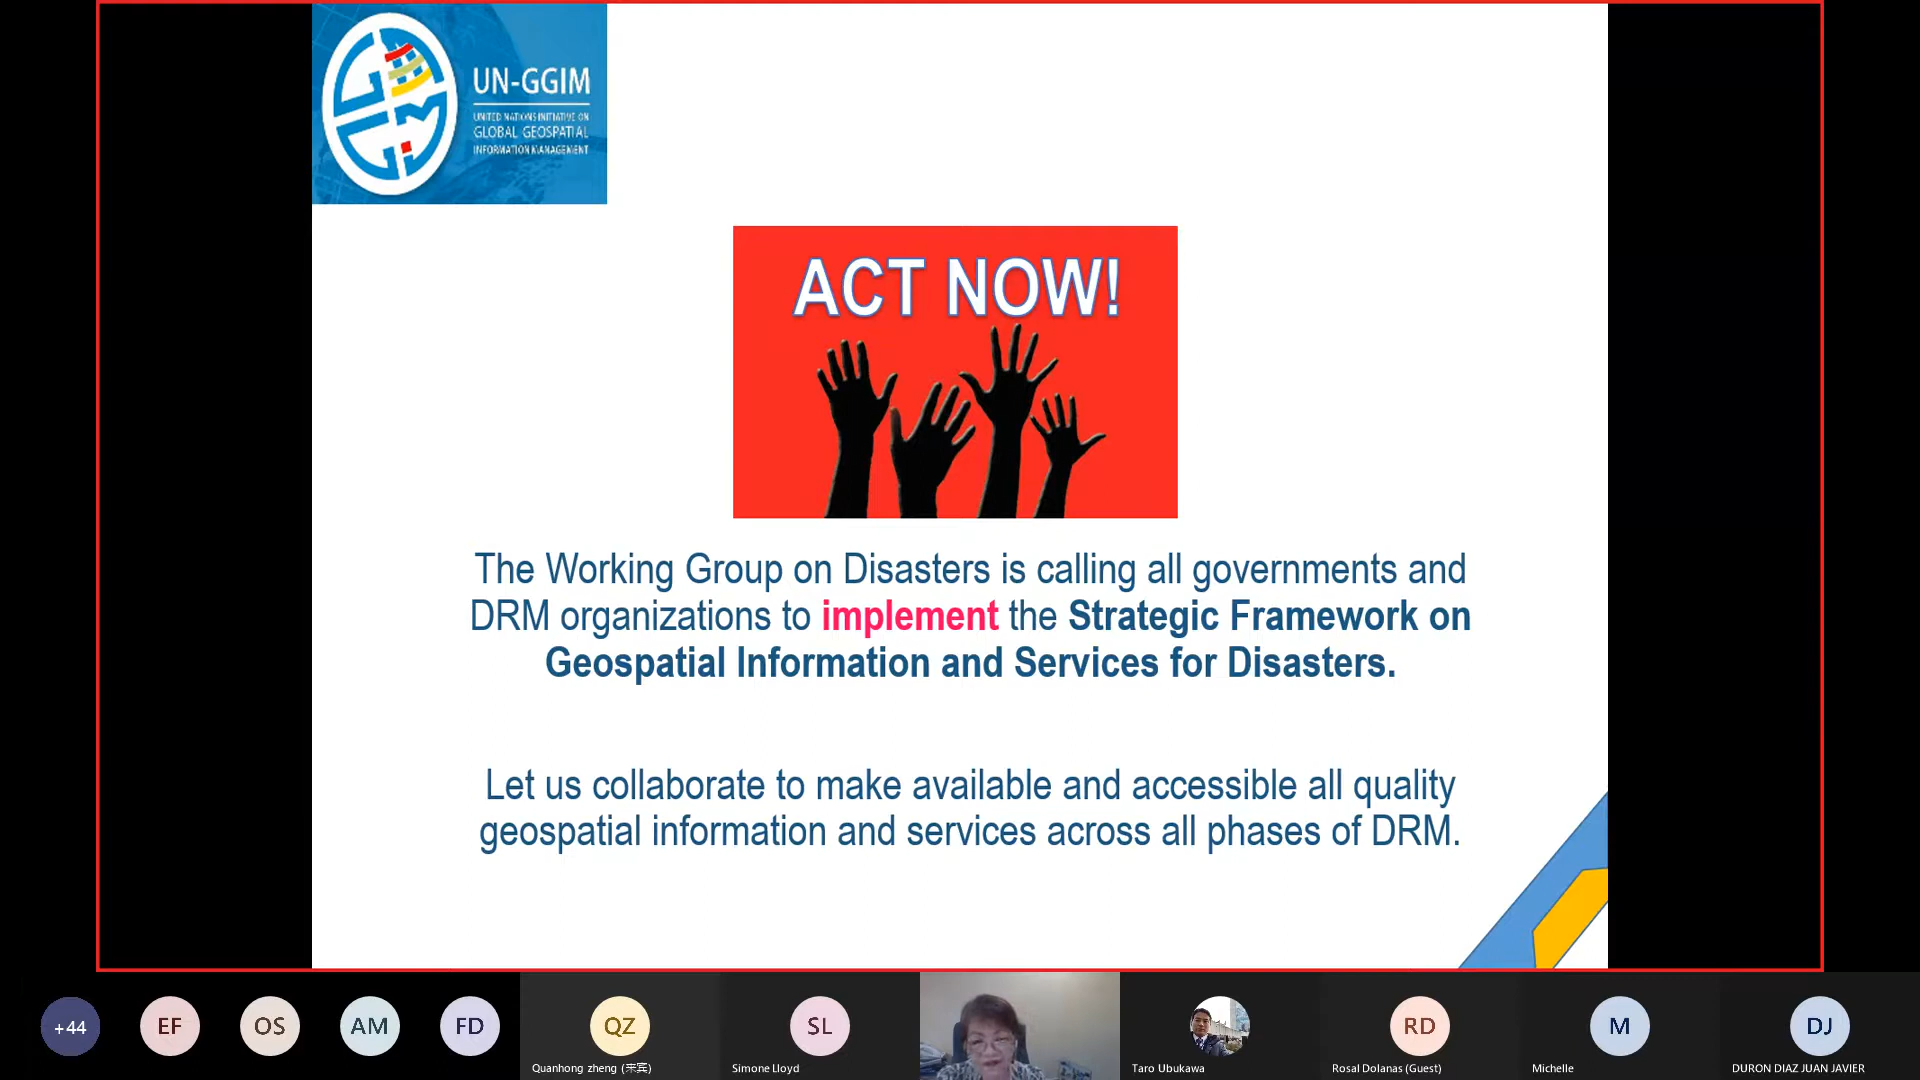 UN-GGIM
UNITED NATIONS INITIATIVE ON
GLOBAL GEOSPATIAL
INFORMATION MANAGEMENT
ACT NOW!
The Working Group on Disasters is calling all governments and
DRM organizations to implement the Strategic Framework on
Geospatial Information and Services for Disasters.
Let us collaborate to make available and accessible all quality
geospatial information and services across all phases of DRM.
+44
EF
OS
AM
FD
QZ
SL
RD
M
DJ
Quanhong zheng (来宾)
Simone Lloyd
Taro Ubukawa
Rosal Dolanas (Guest)
Michelle
DURON DIAZ JUAN JAVIER